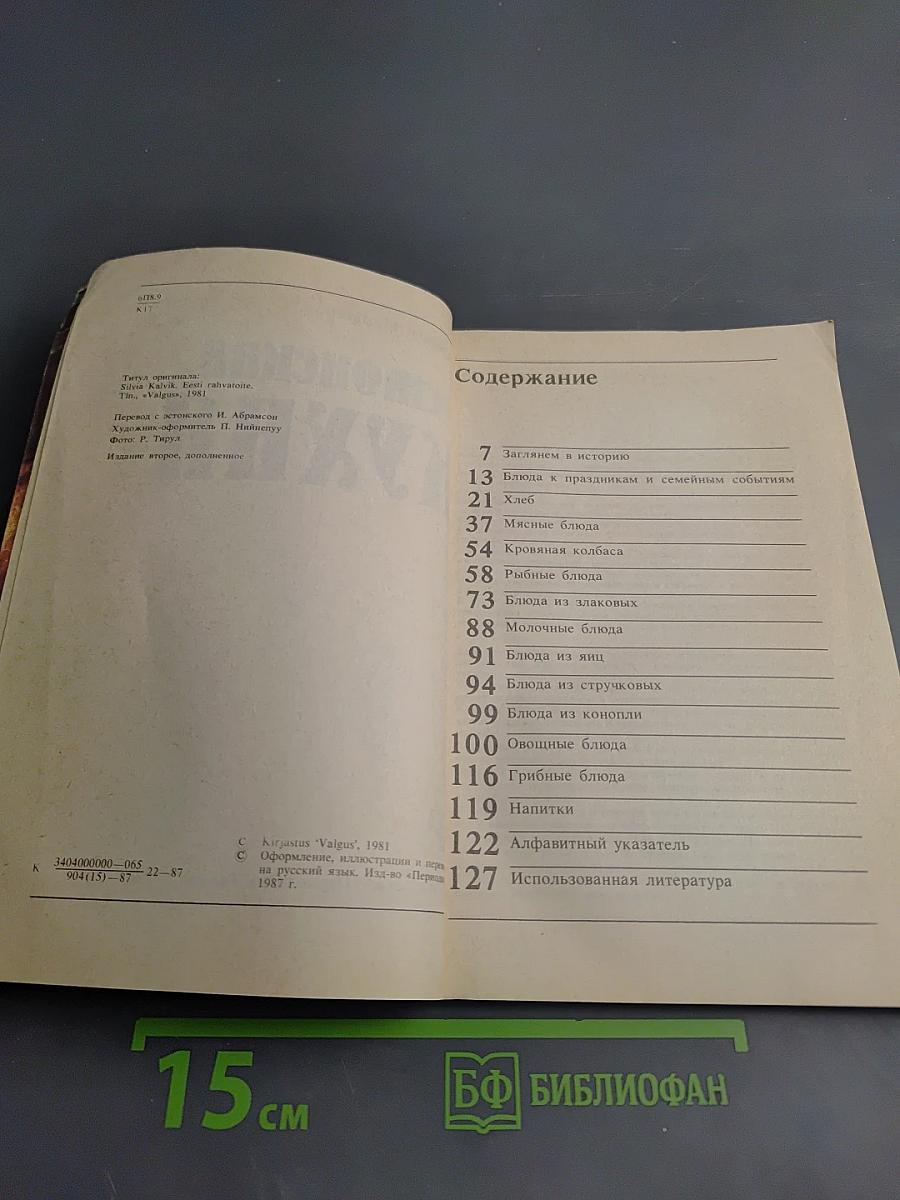 6П8.9
К17
Титул оригинала:
Silvia Kalvik. Eesti rahvatoite.
Tln., «Valgus», 1981
Перевод с эстонского И. Абрамсон
Художник-оформитель П. Нийнепуу
Фото: Р. Тирул
Издание второе, дополненное
К 3404000000—065
904(15)—87 22—87
С Kirjastus 'Valgus', 1981
© Оформление, иллюстрации и
на русский язык. Изд-во
1987 г.
Содержание
7 Заглянем в историю
13 Блюда к праздникам и семейным событиям
21 Хлеб
37 Мясные блюда
54 Кровяная колбаса
58 Рыбные блюда
73 Блюда из злаковых
88 Молочные блюда
91 Блюда из яиц
94 Блюда из стручковых
99 Блюда из конопли
100 Овощные блюда
116 Грибные блюда
119 Напитки
122 Алфавитный указатель
127 Использованная литература
15 см
БФ БИБЛИОФАН